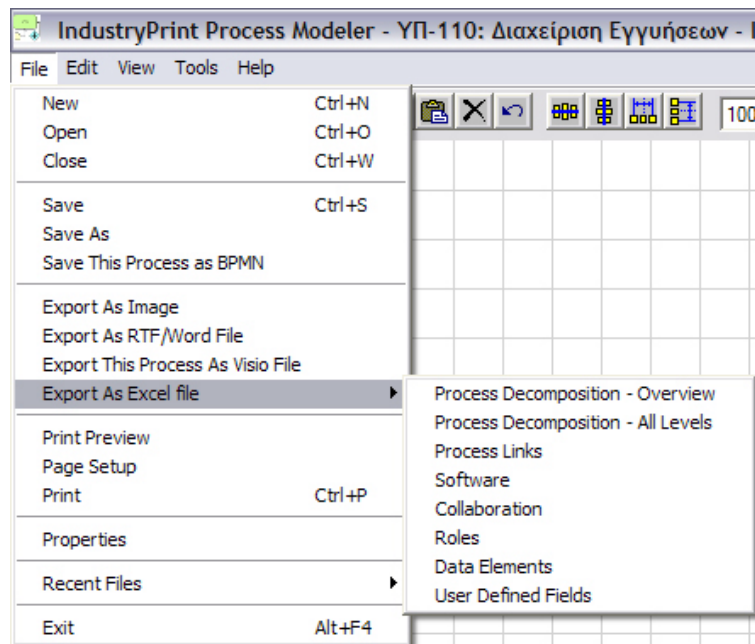 IndustryPrint Process Modeler - ΥΠ-110: Διαχείριση Εγγυήσεων -
File Edit View Tools Help
100
New Ctrl+N
Open Ctrl+O
Close Ctrl+W
Save Ctrl+S
Save As
Save This Process as BPMN
Export As Image
Export As RTF/Word File
Export This Process As Visio File
Export As Excel file
Process Decomposition - Overview
Process Decomposition - All Levels
Process Links
Software
Collaboration
Roles
Data Elements
User Defined Fields
Print Preview
Page Setup
Print Ctrl+P
Properties
Recent Files
Exit Alt+F4